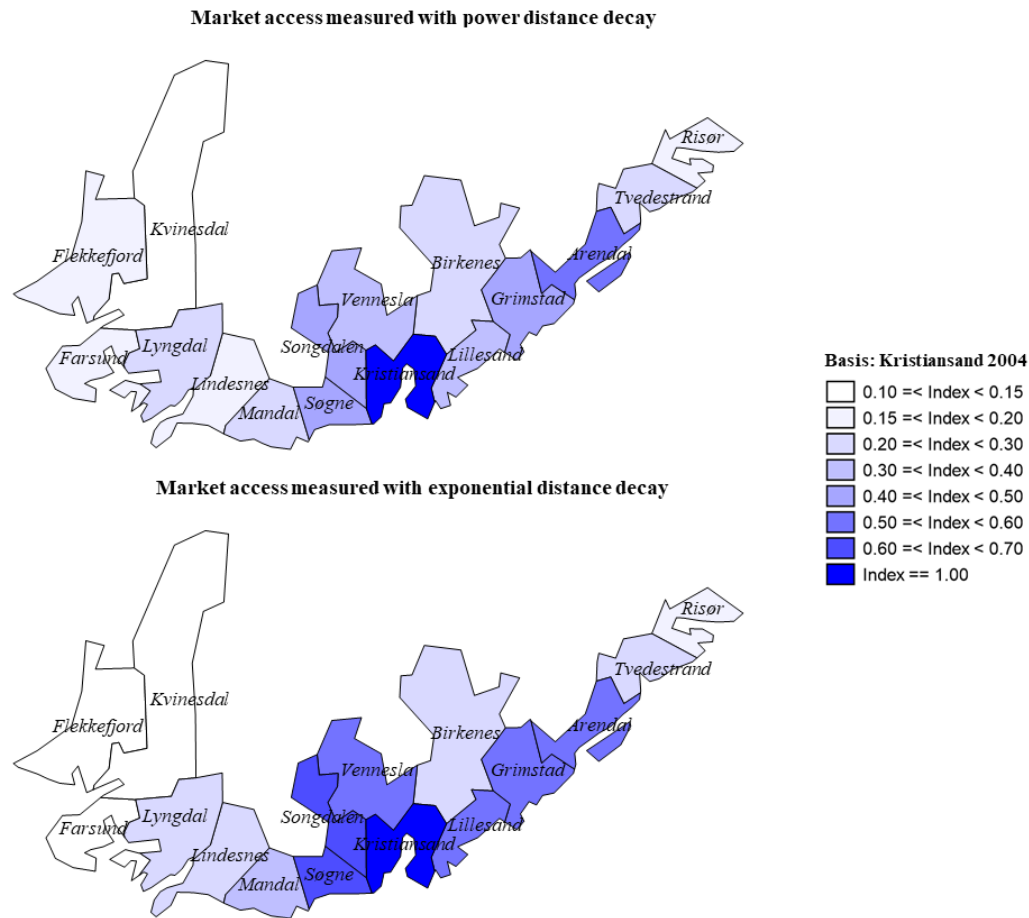 Market access measured with power distance decay
Risør
Tvedestrand
Kvinesdal
Flekkefjord
Arendal
Birkenes
Vennesla
Grimstad
Songdalen
Lyngdal
Farsund
Lillesand
Kristiansand
Lindesnes
Søgne
Mandal
Basis: Kristiansand 2004
0.10 =< Index < 0.15
0.15 =< Index < 0.20
0.20 =< Index < 0.30
0.30 =< Index < 0.40
0.40 =< Index < 0.50
0.50 =< Index < 0.60
0.60 =< Index < 0.70
Index == 1.00
Market access measured with exponential distance decay
Risør
Tvedestrand
Kvinesdal
Flekkefjord
Arendal
Birkenes
Vennesla
Grimstad
Songdalen
Lyngdal
Farsund
Lillesand
Kristiansand
Lindesnes
Søgne
Mandal